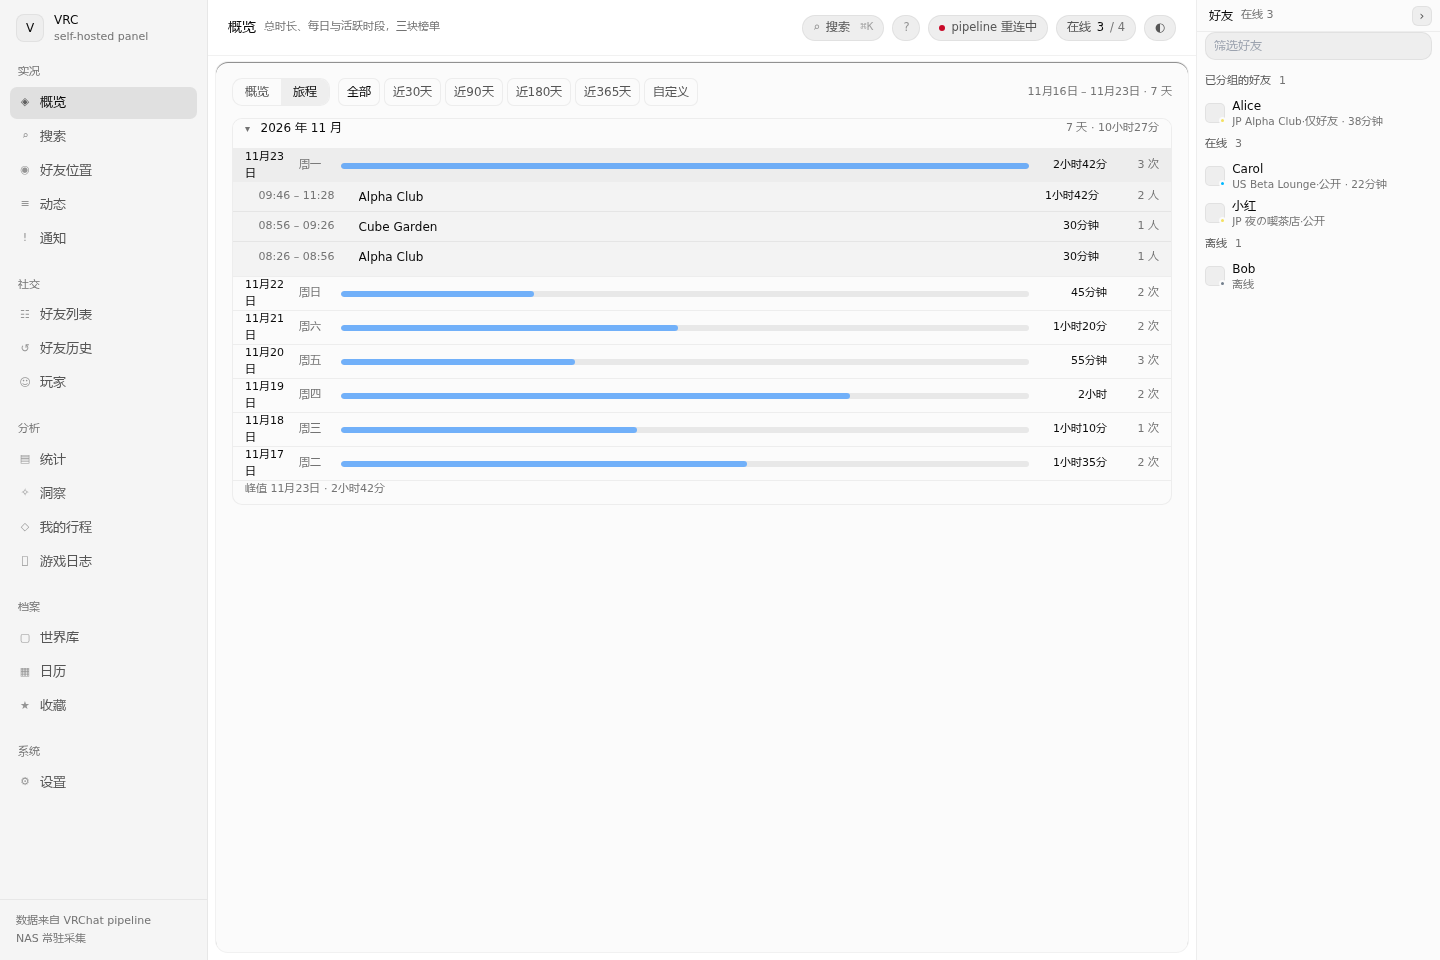 V
VRC
self-hosted panel
实况
概览
搜索
好友位置
动态
通知
社交
好友列表
好友历史
玩家
分析
统计
洞察
我的行程
游戏日志
档案
世界库
日历
收藏
系统
设置
数据来自 VRChat pipeline
NAS 常驻采集
概览 总时长、每日与活跃时段，三块榜单
搜索 ⌘K
?
pipeline 重连中
在线 3 / 4
概览 旅程 全部 近30天 近90天 近180天 近365天 自定义
11月16日 – 11月23日 · 7 天
2026 年 11 月 7 天 · 10小时27分
11月23日 周一 2小时42分 3 次
09:46 – 11:28 Alpha Club 1小时42分 2 人
08:56 – 09:26 Cube Garden 30分钟 1 人
08:26 – 08:56 Alpha Club 30分钟 1 人
11月22日 周日 45分钟 2 次
11月21日 周六 1小时20分 2 次
11月20日 周五 55分钟 3 次
11月19日 周四 2小时 2 次
11月18日 周三 1小时10分 1 次
11月17日 周二 1小时35分 2 次
峰值 11月23日 · 2小时42分
好友 在线 3
筛选好友
已分组的好友 1
Alice
JP Alpha Club·仅好友 · 38分钟
在线 3
Carol
US Beta Lounge·公开 · 22分钟
小红
JP 夜の喫茶店·公开
离线 1
Bob
离线